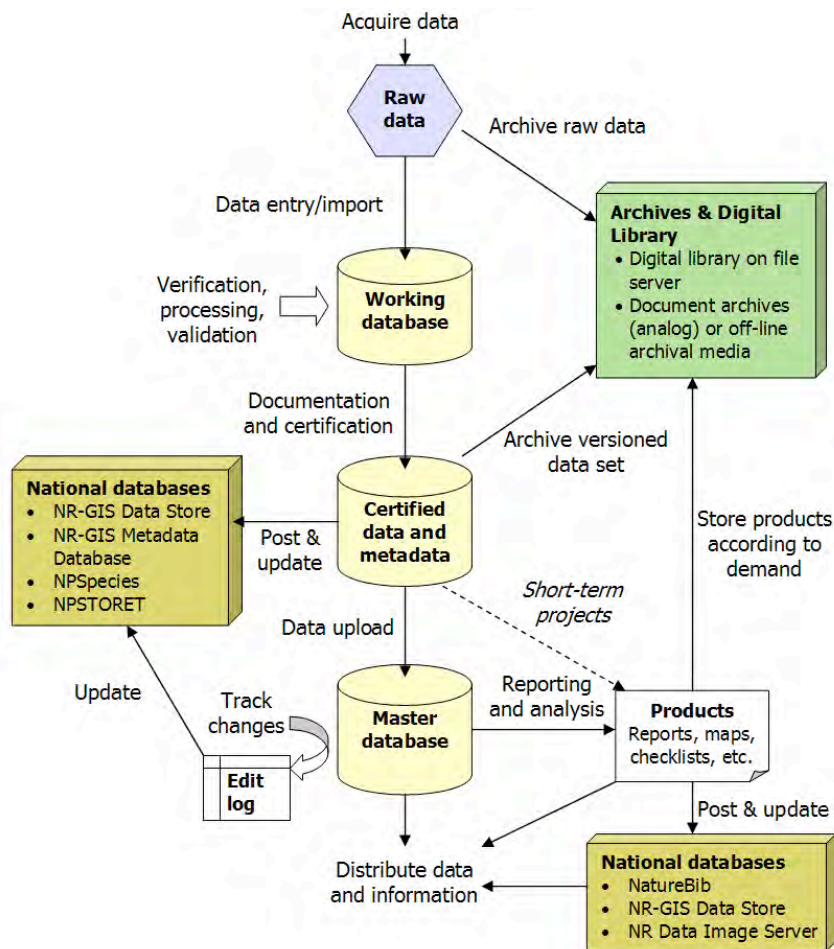 Acquire data
Raw
data
Archive raw data
Data entry/import
Archives & Digital
Library
• Digital library on file
server
• Document archives
(analog) or off-line
archival media
Verification,
processing,
validation
Working
database
Documentation
and certification
Archive versioned
data set
National databases
• NR-GIS Data Store
• NR-GIS Metadata
Database
• NPSpecies
• NPSTORET
Post &
update
Certified
data and
metadata
Store products
according to
demand
Short-term
projects
Data upload
Update
Track
changes
Edit
log
Master
database
Reporting
and analysis
Products
Reports, maps,
checklists, etc.
Post & update
Distribute data
and information
National databases
• NatureBib
• NR-GIS Data Store
• NR Data Image Server